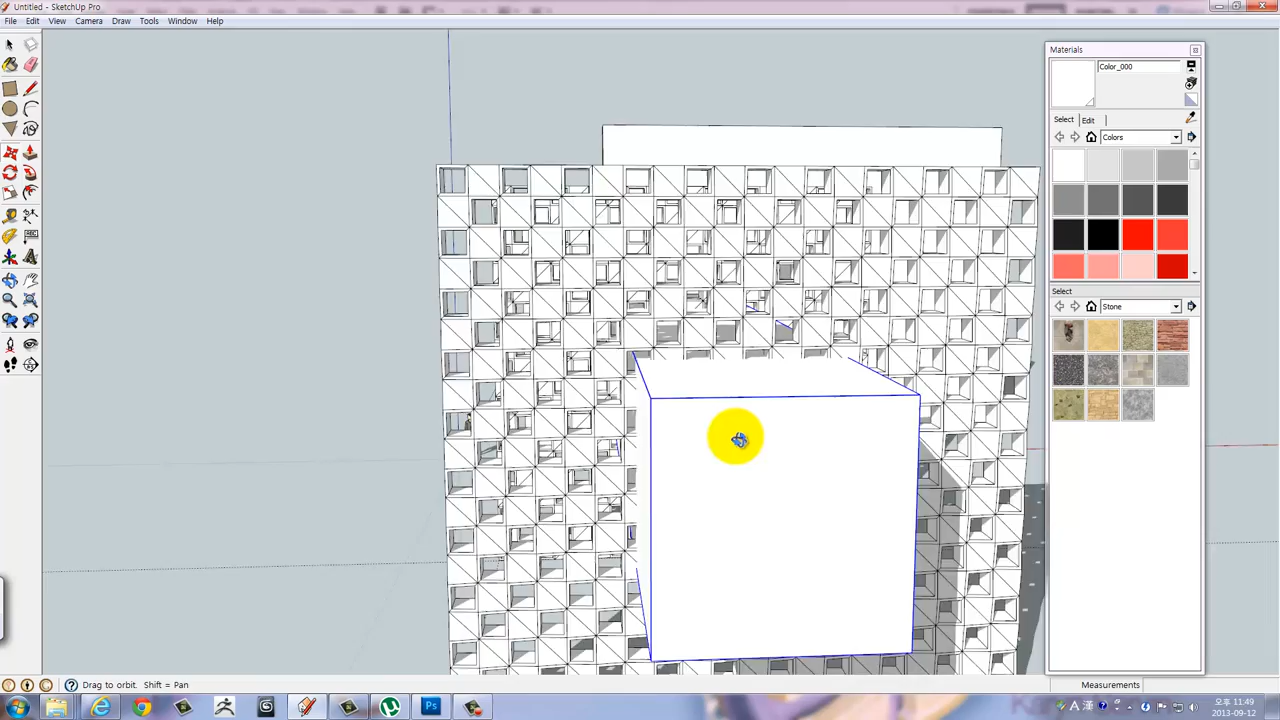 Untitled - SketchUp Pro
File Edit View Camera Draw Tools Window Help
Materials
Color_000
Select Edit
Colors
Select
Stone
Drag to orbit. Shift = Pan
Measurements
A 漢
오후 11:49
2013-09-12